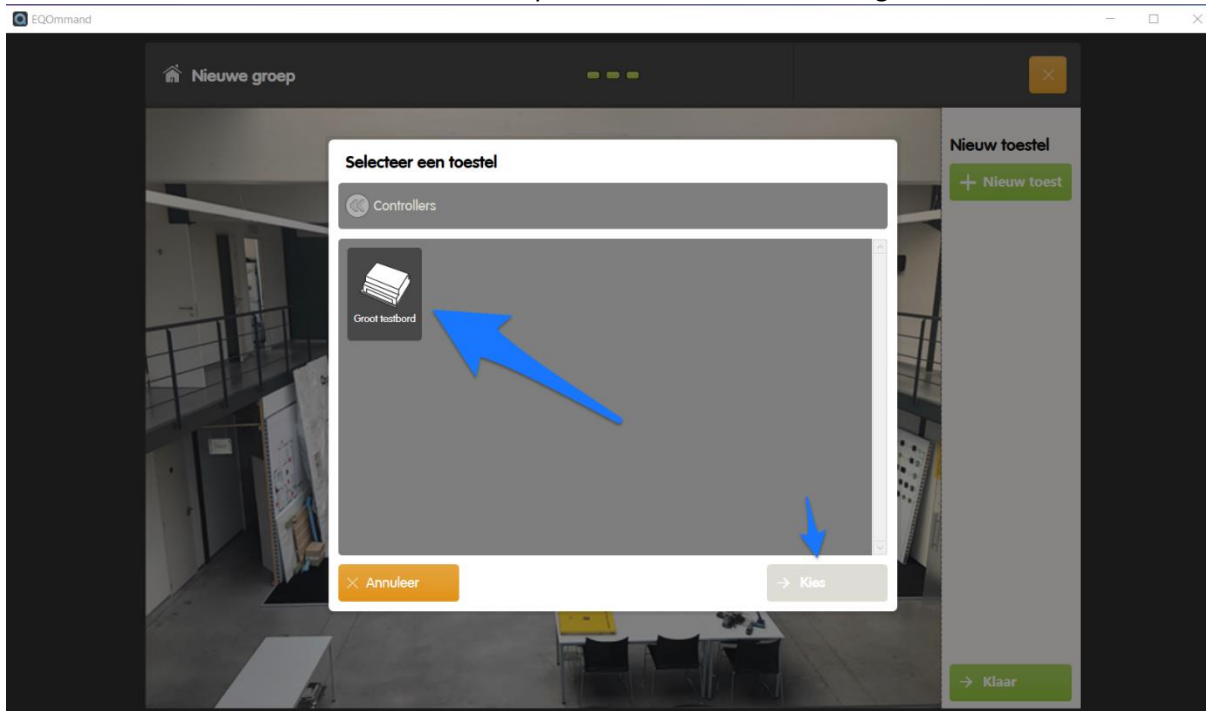 EQOmmand
Nieuwe groep
Selecteer een toestel
Controllers
Groot testbord
Annuleer
Kies
Nieuw toestel
Nieuw toest
Klaar